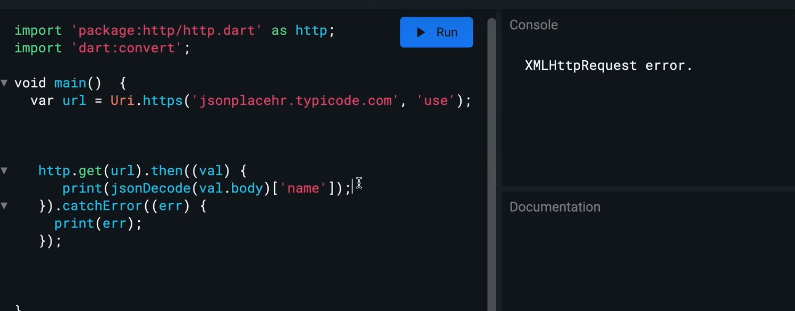 import 'package:http/http.dart' as http;
import 'dart:convert';
void main()  {
var url = Uri.https('jsonplacehr.typicode.com', 'use');
http.get(url).then((val) {
print(jsonDecode(val.body)['name']);
}).catchError((err) {
print(err);
});
}
Run
Console
XMLHttpRequest error.
Documentation